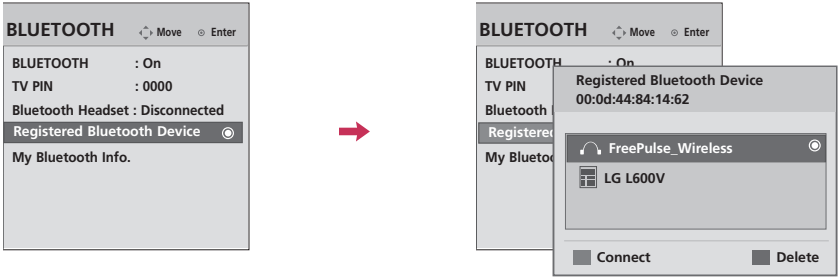 BLUETOOTH Move Enter
BLUETOOTH : On
TV PIN : 0000
Bluetooth Headset : Disconnected
Registered Bluetooth Device
My Bluetooth Info.
BLUETOOTH Move Enter
BLUETOOTH : On
TV PIN
Bluetooth
Registered
My Bluetoo
Registered Bluetooth Device
00:0d:44:84:14:62
FreePulse_Wireless
LG L600V
Connect Delete